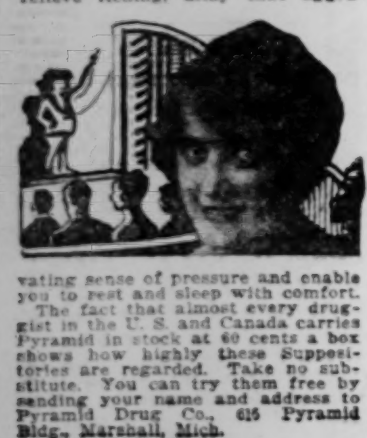 vating sense of pressure and enable
you to rest and sleep with comfort.
The fact that almost every drug-
gist in the U. S. and Canada carries
Pyramid in stock at 60 cents a box
shows how highly these Supposi-
tories are regarded. Take no sub-
stitute. You can try them free by
sending your name and address to
Pyramid Drug Co., 615 Pyramid
Bldg., Marshall, Mich.